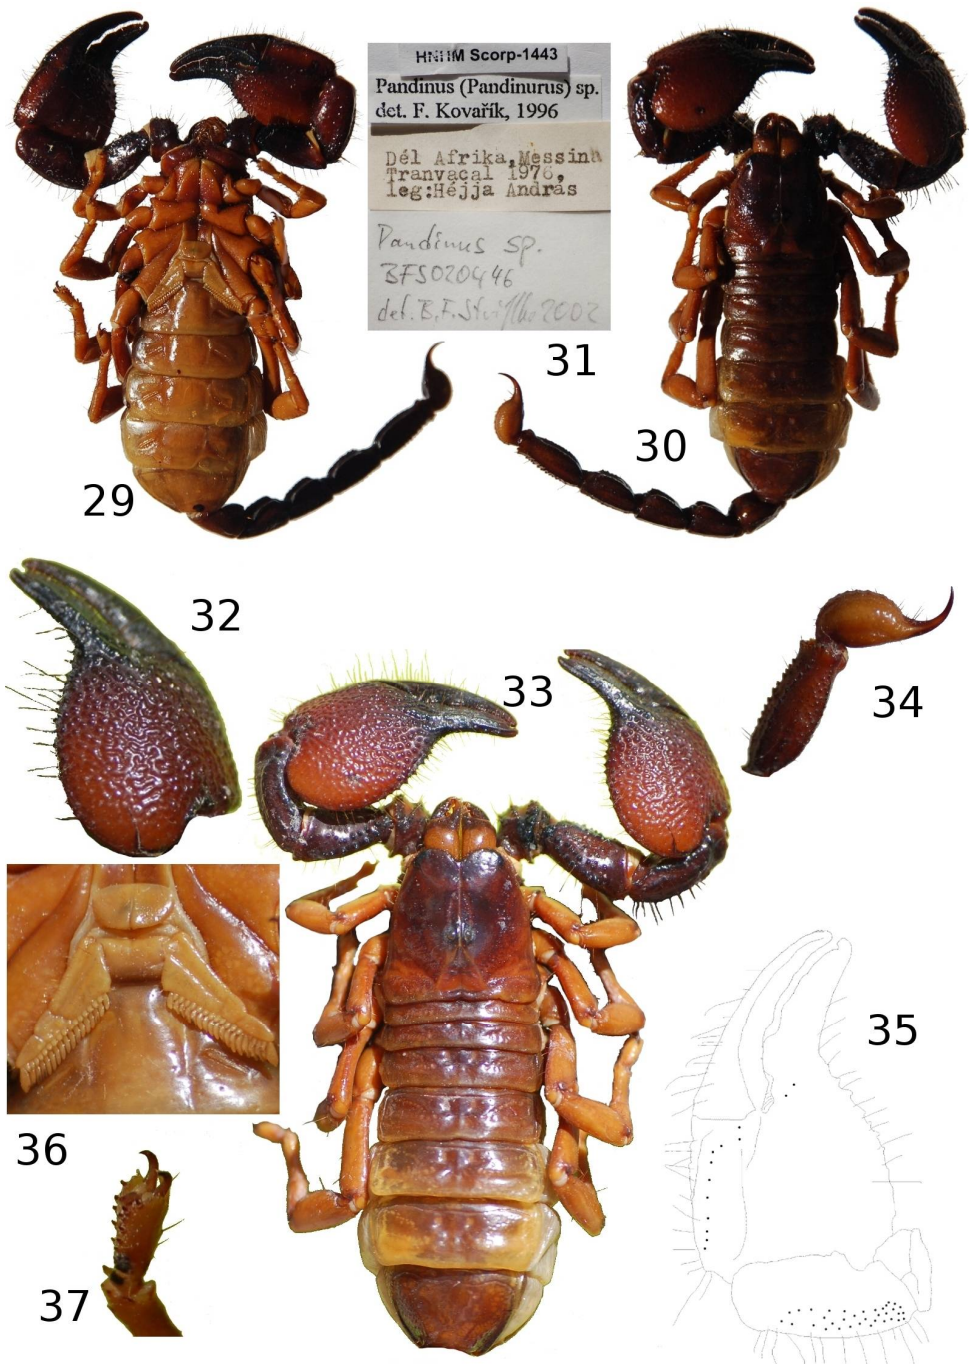 HNHM Scorp-1443
Pandinus (Pandinurus) sp.
det. F. Kovařík, 1996
Dél Afrika,Messina
Tranvacal 1976,
leg:Héjja András
Pandinus sp.
BFS020446
det. B.F. 2002
31
30
29
32
33
34
35
36
37